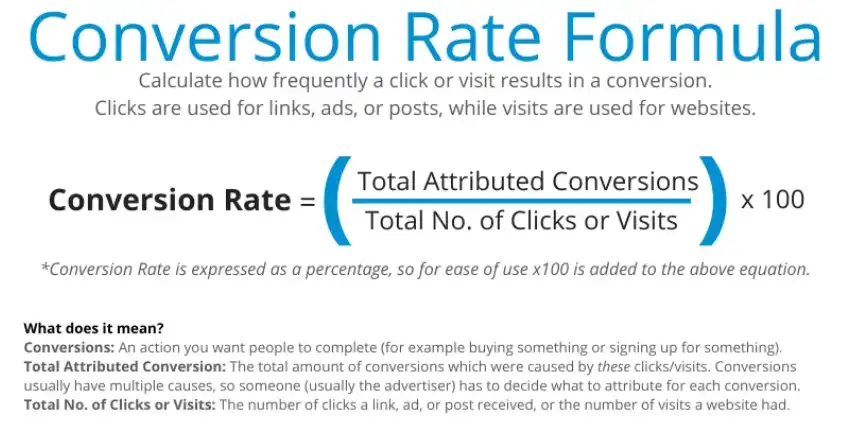 Conversion Rate Formula
Calculate how frequently a click or visit results in a conversion.
Clicks are used for links, ads, or posts, while visits are used for websites.
Conversion Rate = ( Total Attributed Conversions
Total No. of Clicks or Visits ) x 100
*Conversion Rate is expressed as a percentage, so for ease of use x100 is added to the above equation.
What does it mean?
Conversions: An action you want people to complete (for example buying something or signing up for something).
Total Attributed Conversion: The total amount of conversions which were caused by these clicks/visits. Conversions
usually have multiple causes, so someone (usually the advertiser) has to decide what to attribute for each conversion.
Total No. of Clicks or Visits: The number of clicks a link, ad, or post received, or the number of visits a website had.